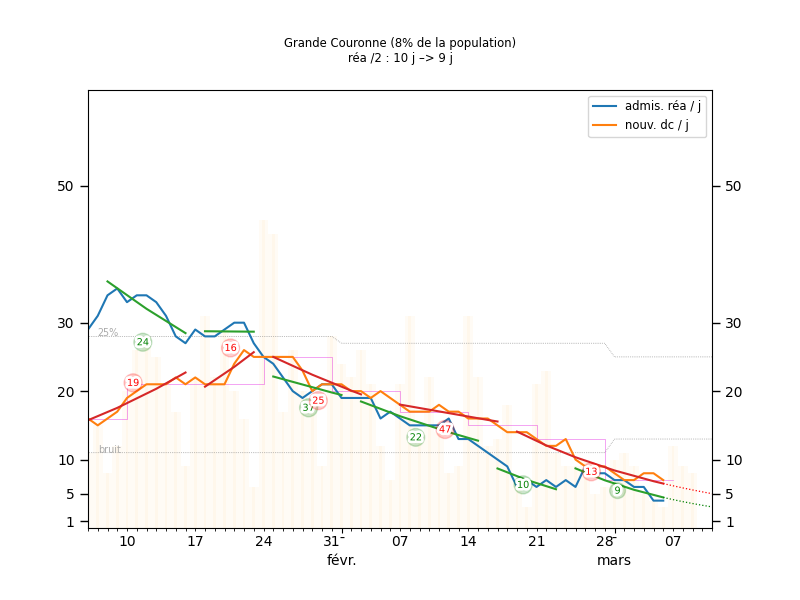 Grande Couronne (8% de la population)
réa /2 : 10 j –> 9 j
admis. réa / j
nouv. dc / j
50 50
30 30
25%
24
16
19
20 20
37 25
22
47
bruit
10 10
13
10
9
5 5
1 1
10 17 24 31 07 14 21 28 07
févr. mars